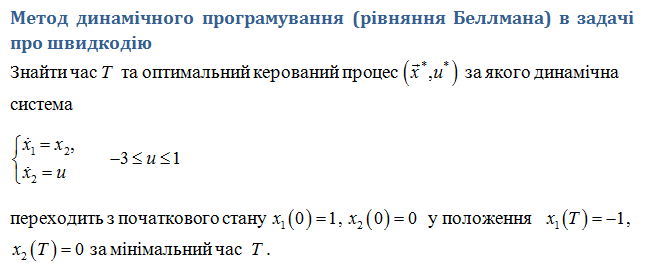 Метод динамічного програмування (рівняння Беллмана) в задачі
про швидкодію
Знайти час T та оптимальний керований процес (x⃗*,u*) за якого динамічна
система
{ẋ₁ = x₂,
ẋ₂ = u −3 ≤ u ≤ 1
переходить з початкового стану x₁(0) = 1, x₂(0) = 0 у положення x₁(T) = −1,
x₂(T) = 0 за мінімальний час T.